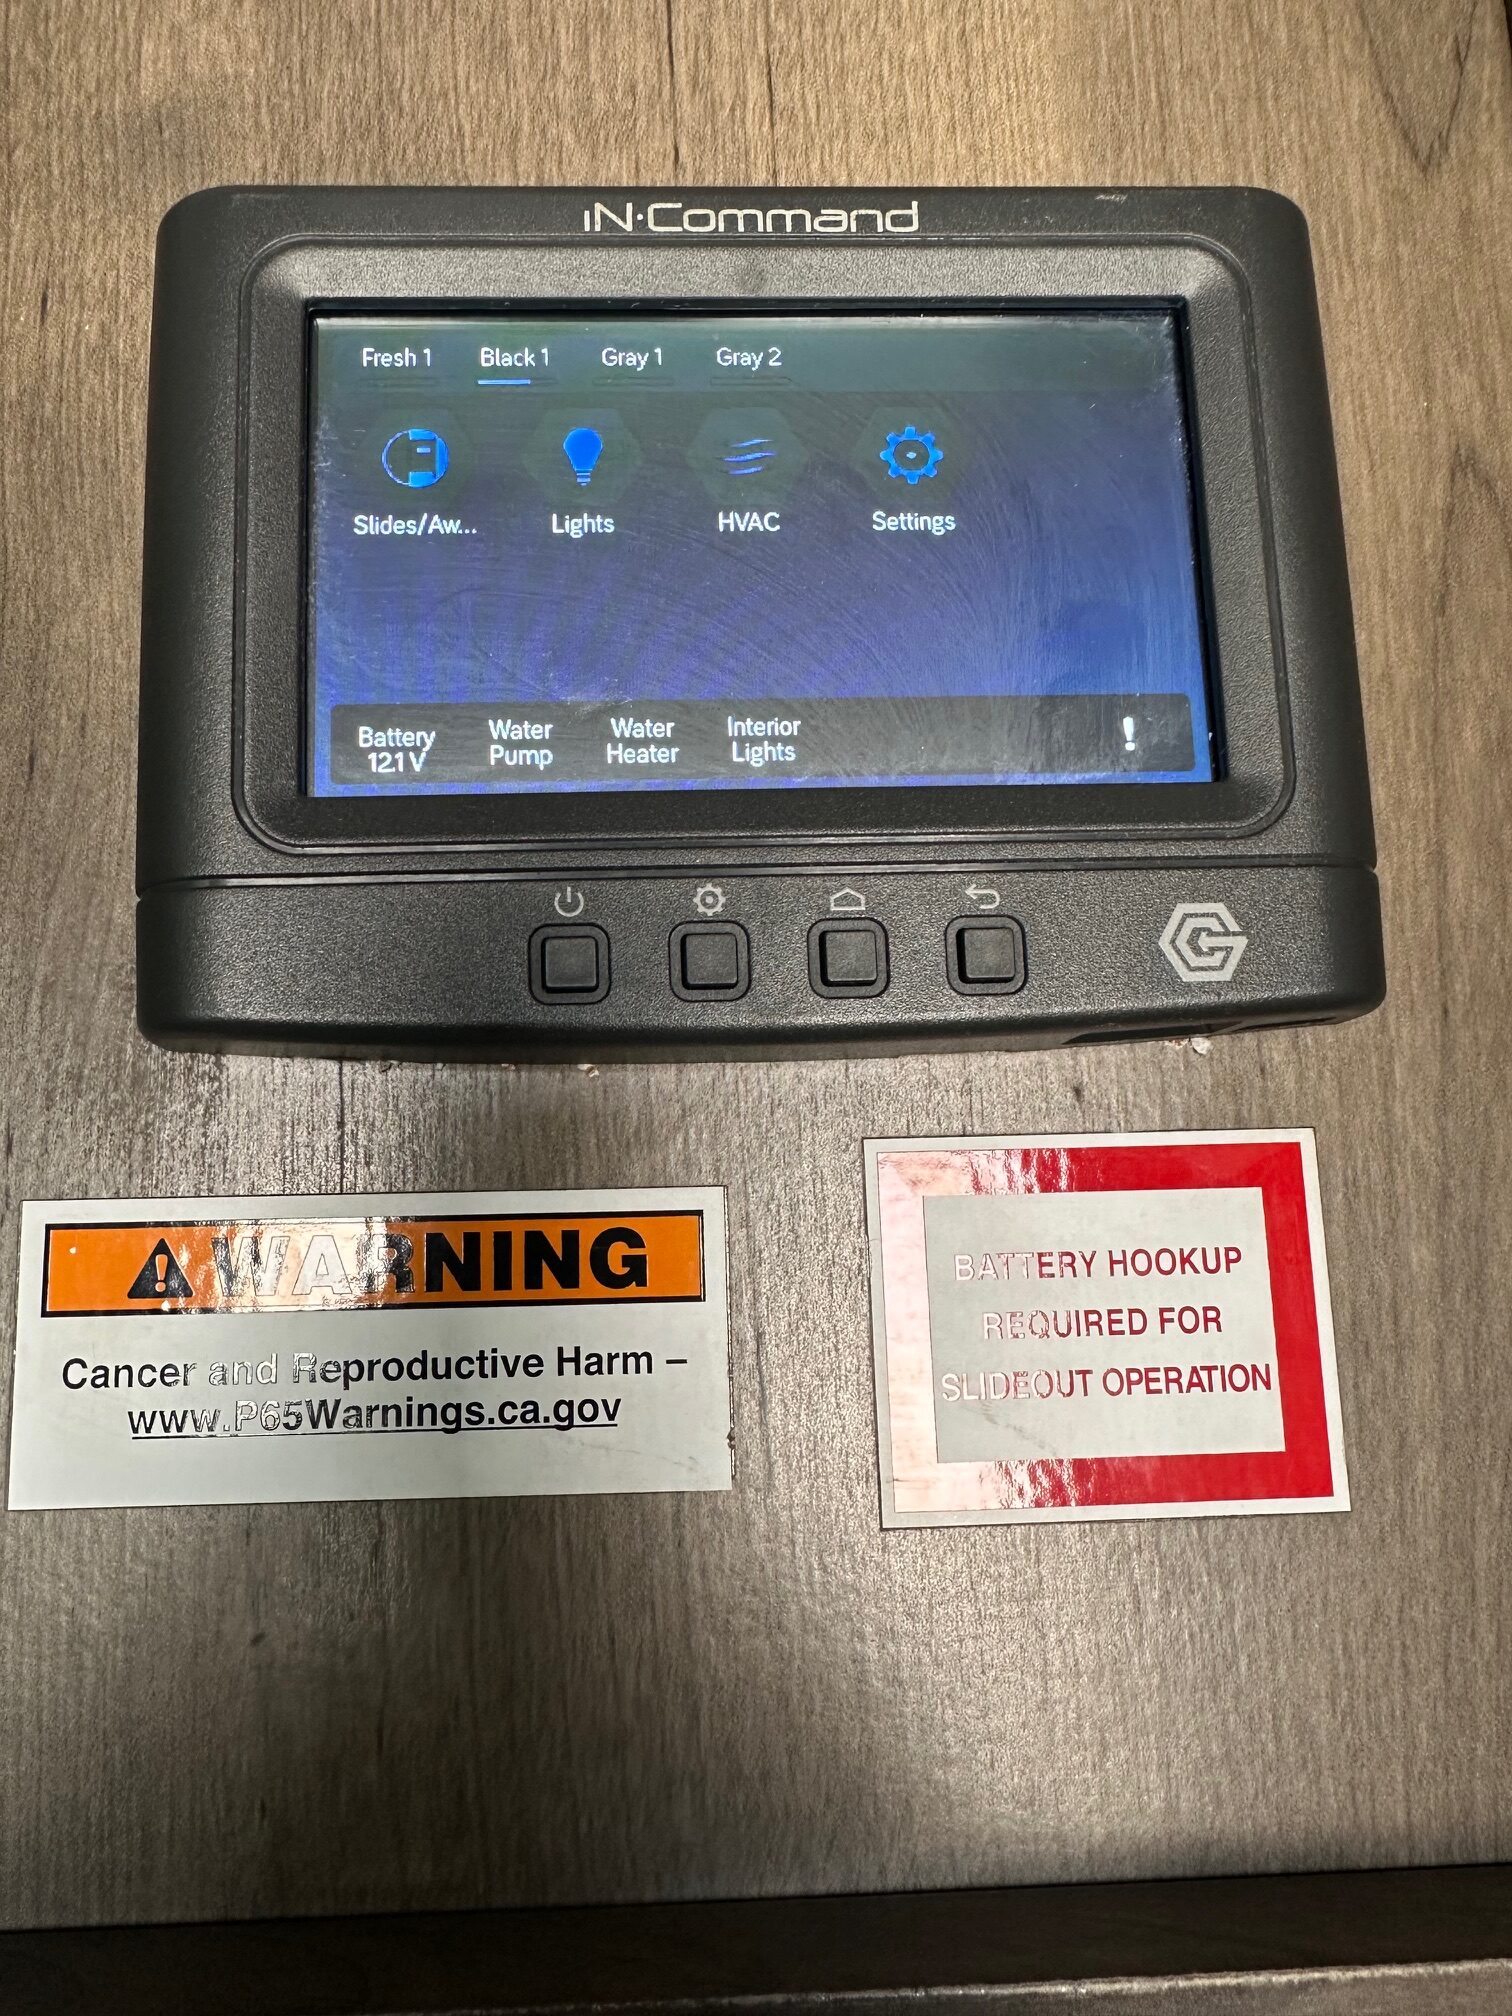 iN·Command
Fresh 1 Black 1 Gray 1 Gray 2
Slides/Aw... Lights HVAC Settings
Battery 12.1 V
Water Pump
Water Heater
Interior Lights
!
WARNING
Cancer and Reproductive Harm –
www.P65Warnings.ca.gov
BATTERY HOOKUP
REQUIRED FOR
SLIDEOUT OPERATION